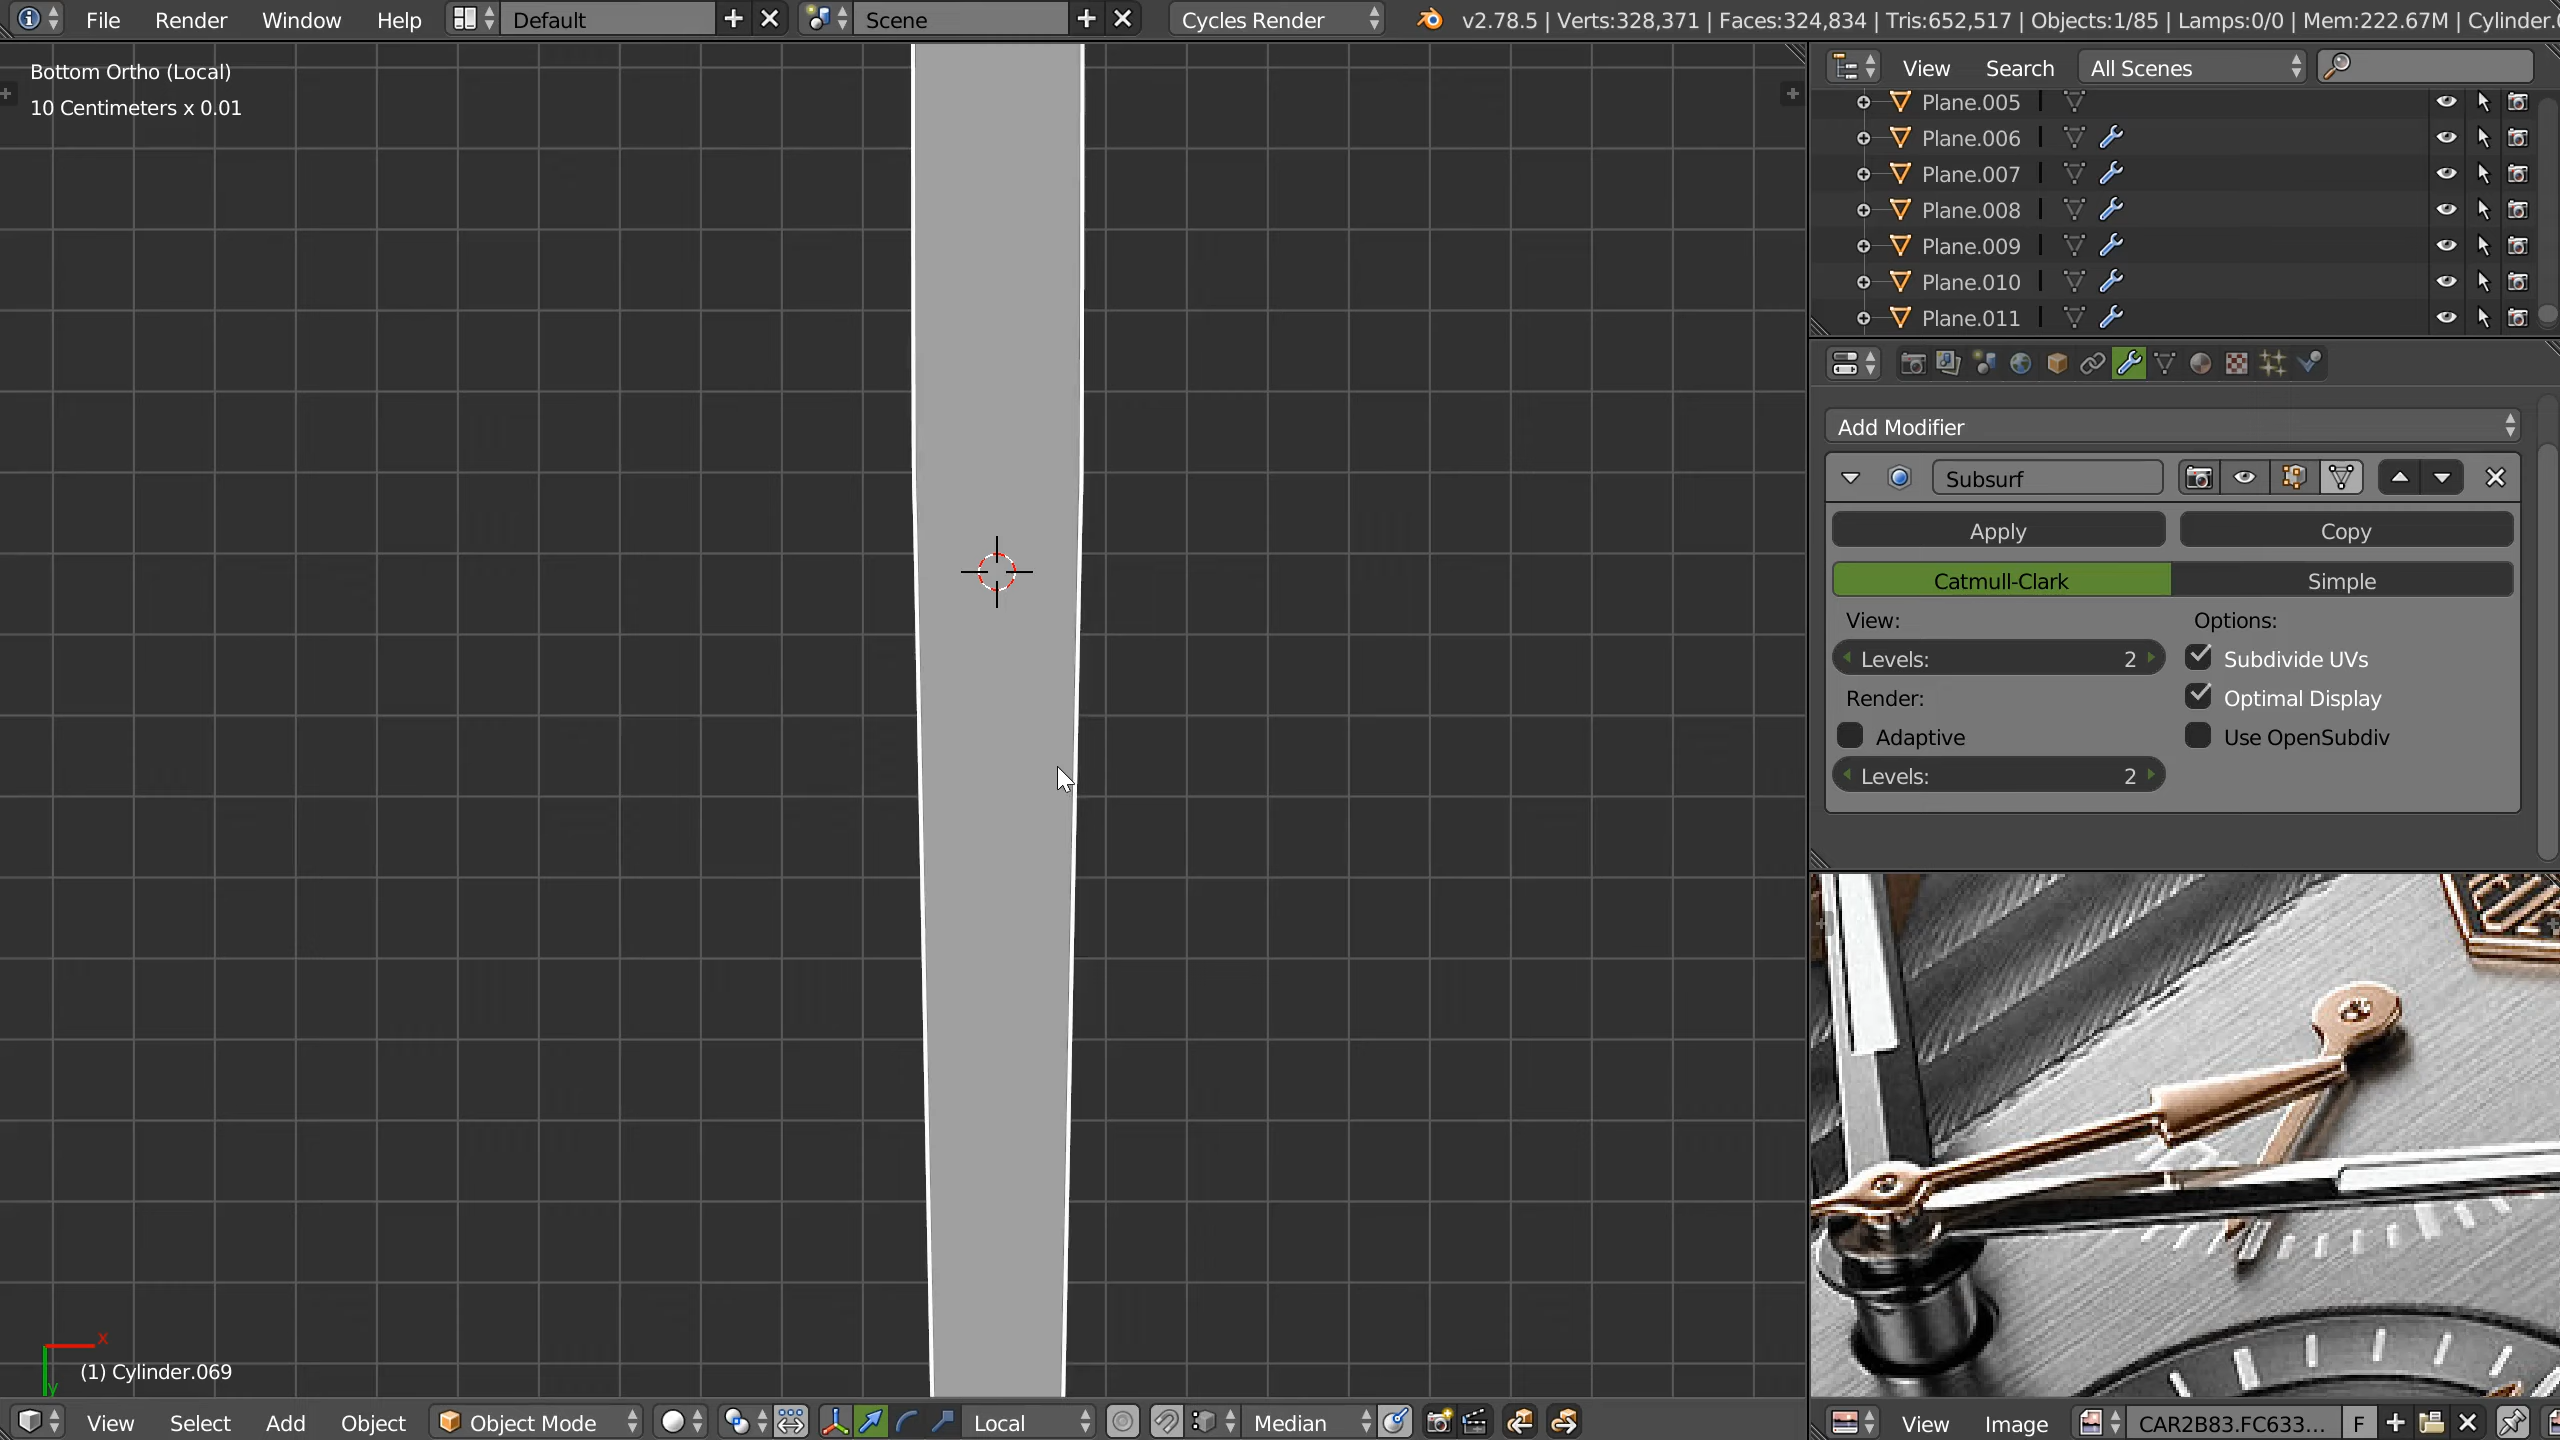 File Render Window Help Default Scene Cycles Render v2.78.5 | Verts:328,371 | Faces:324,834 | Tris:652,517 | Objects:1/85 | Lamps:0/0 | Mem:222.67M |
Bottom Ortho (Local)
10 Centimeters x 0.01
View Search All Scenes
Plane.005
Plane.006
Plane.007
Plane.008
Plane.009
Plane.010
Plane.011
Add Modifier
Subsurf
Apply Copy
Catmull-Clark Simple
View: Options:
Levels: 2 Subdivide UVs
Render: Optimal Display
Adaptive Use OpenSubdiv
Levels: 2
x
y
(1) Cylinder.069
View Select Add Object Object Mode Local Median
View Image CAR2B83.FC633... F